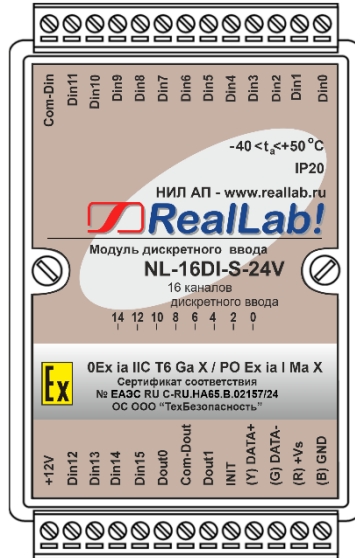 Com-Din Din11 Din10 Din9 Din8 Din7 Din6 Din5 Din4 Din3 Din2 Din1 Din0
-40<ta<+50 °C
IP20
НИЛ АП - www.reallab.ru
RealLab!
Модуль дискретного ввода
NL-16DI-S-24V
16 каналов
дискретного ввода
14 12 10 8 6 4 2 0
Ex
0Ex ia IIC T6 Ga X / PO Ex ia I Ma X
Сертификат соответствия
№ ЕАЭС RU C-RU.HA65.B.02157/24
ОС ООО "ТехБезопасность"
+12V Din12 Din13 Din14 Din15 Dout0 Com-Dout Dout1 INIT (Y) DATA+ (G) DATA- (R) +Vs (B) GND